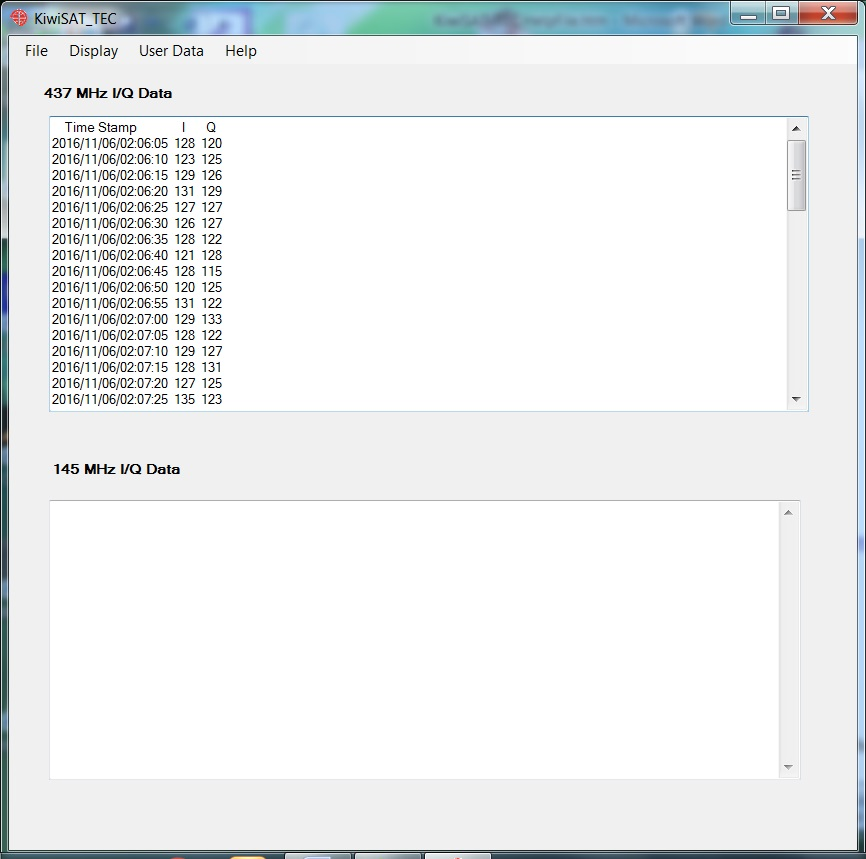 KiwiSAT_TEC
File Display User Data Help
437 MHz I/Q Data
Time Stamp I Q
2016/11/06/02:06:05 128 120
2016/11/06/02:06:10 123 125
2016/11/06/02:06:15 129 126
2016/11/06/02:06:20 131 129
2016/11/06/02:06:25 127 127
2016/11/06/02:06:30 126 127
2016/11/06/02:06:35 128 122
2016/11/06/02:06:40 121 128
2016/11/06/02:06:45 128 115
2016/11/06/02:06:50 120 125
2016/11/06/02:06:55 131 122
2016/11/06/02:07:00 129 133
2016/11/06/02:07:05 128 122
2016/11/06/02:07:10 129 127
2016/11/06/02:07:15 128 131
2016/11/06/02:07:20 127 125
2016/11/06/02:07:25 135 123
145 MHz I/Q Data